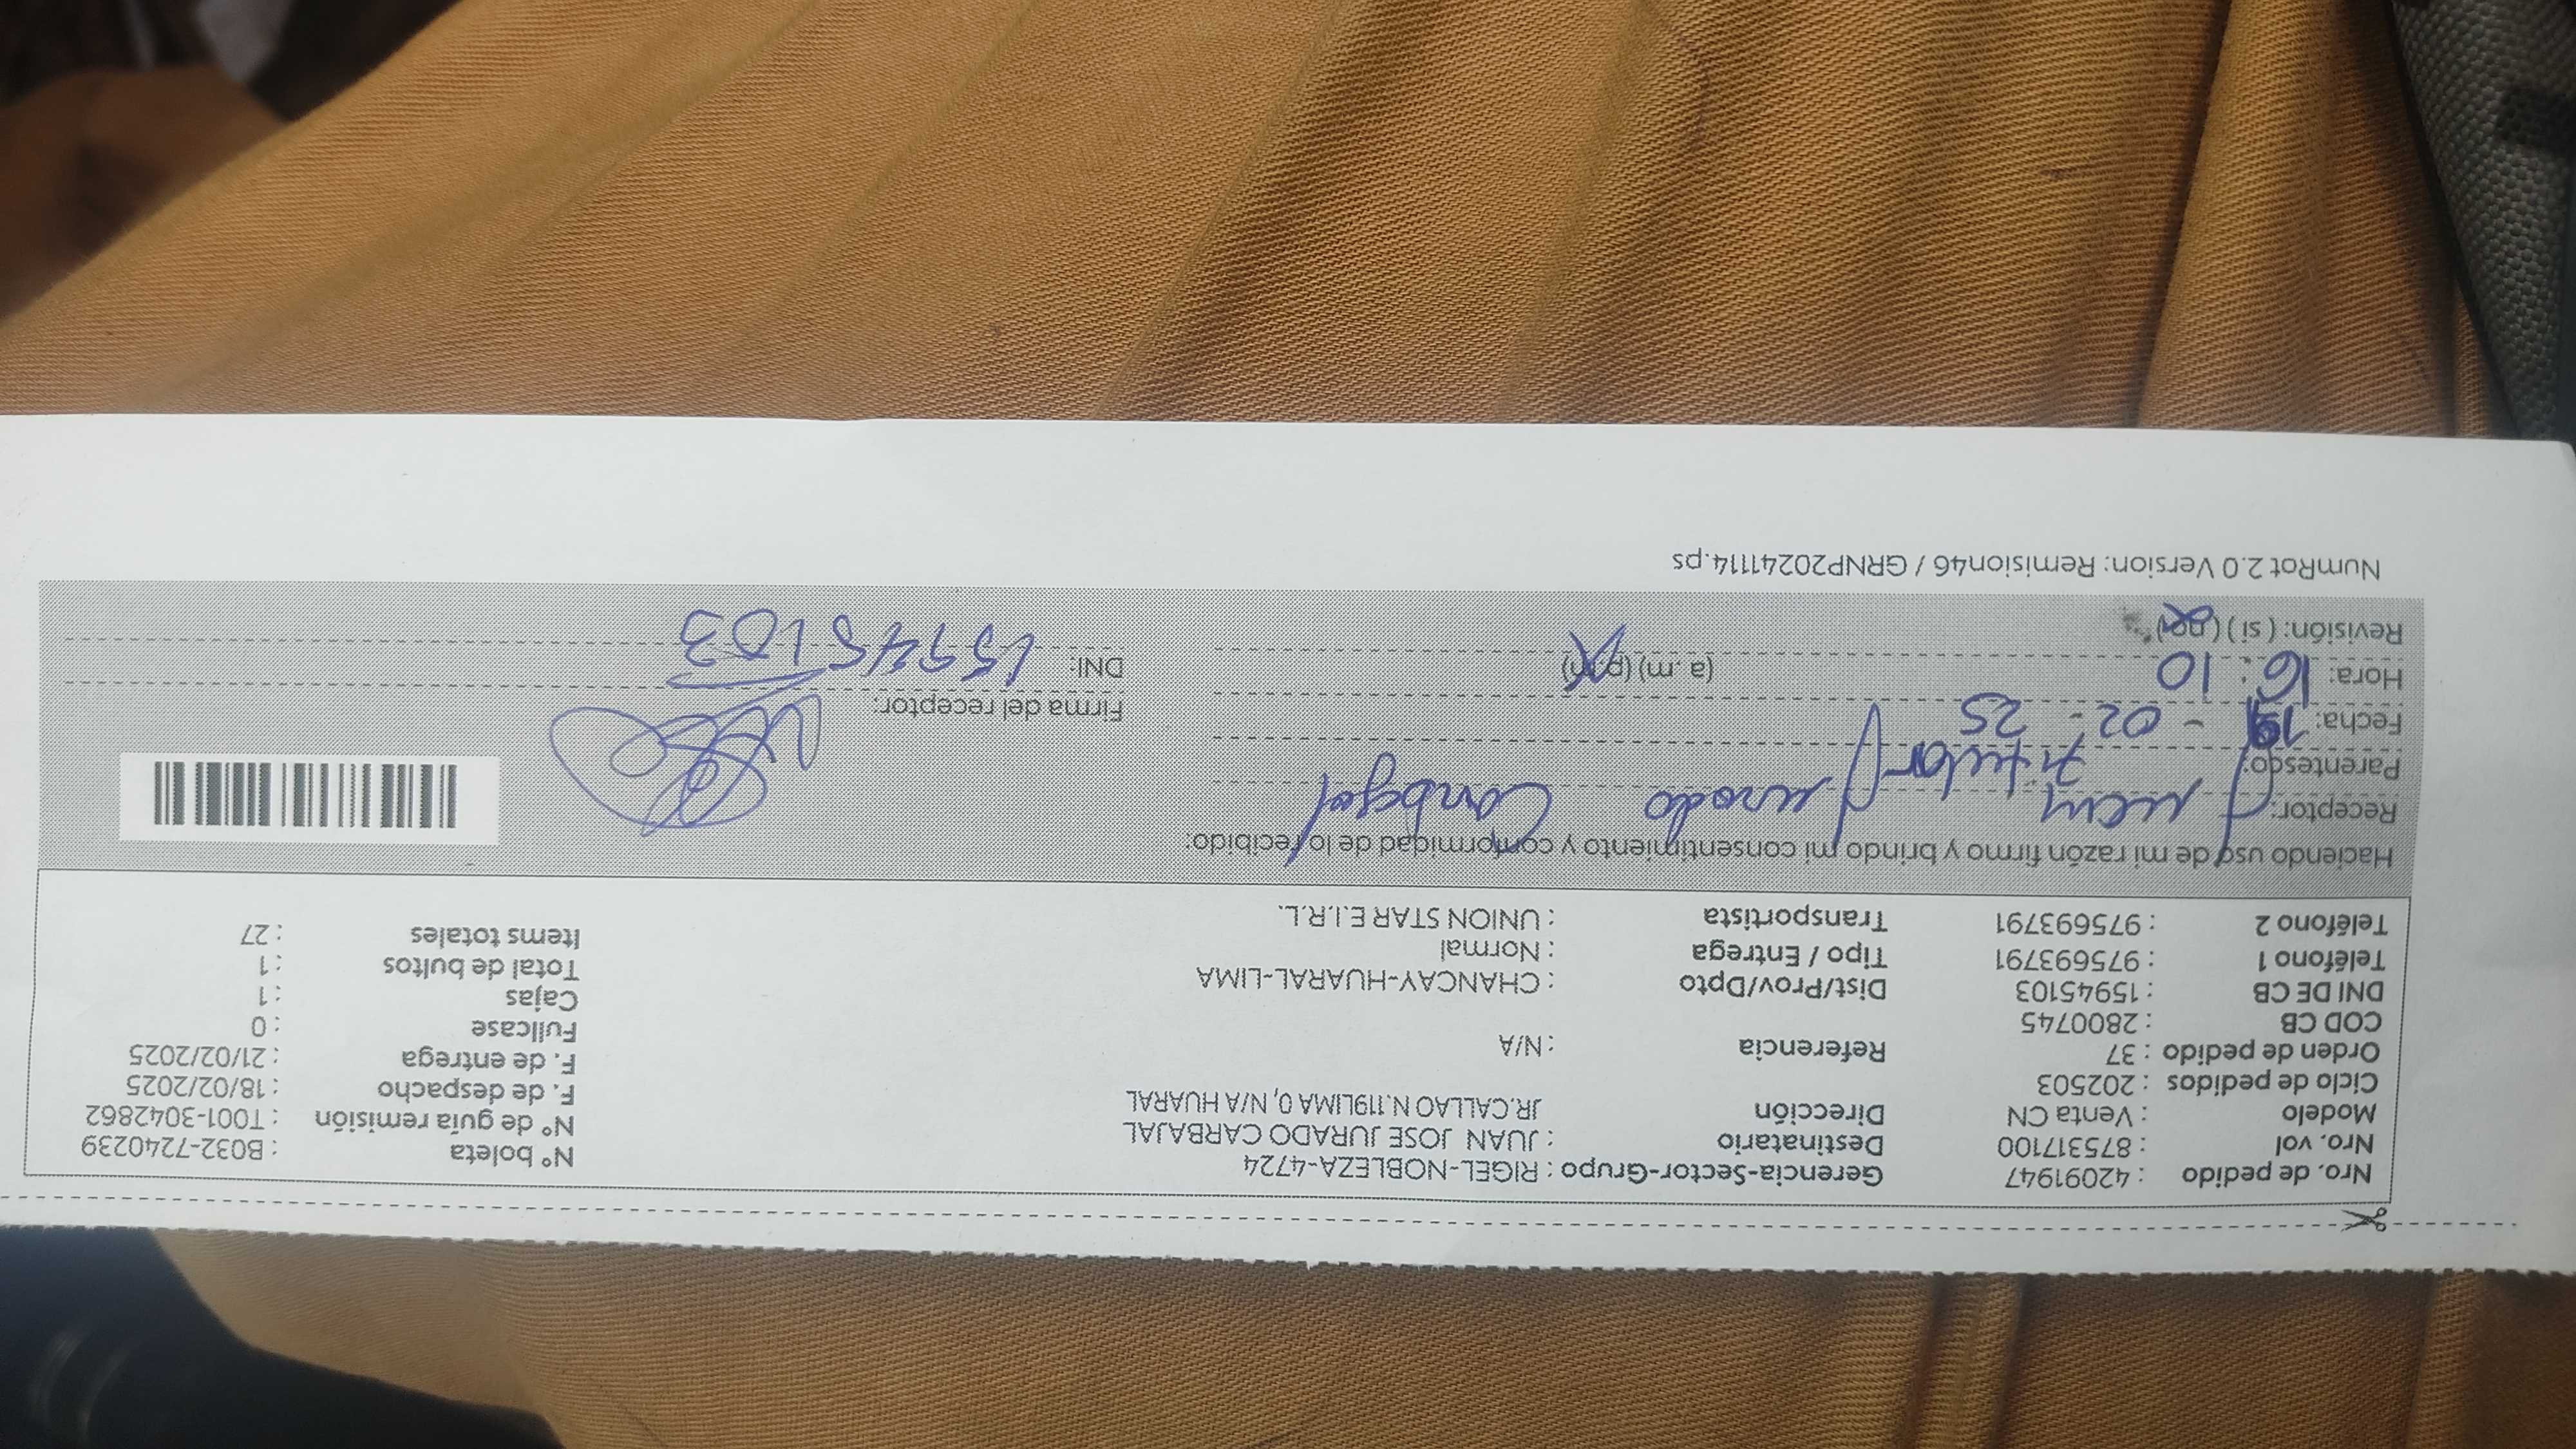 Nro. de pedido : 42091947 Gerencia-Sector-Grupo : RIGEL-NOBLEZA-4724 N° boleta : B032-7240239
Nro. vol : 875317100 Destinatario : JUAN JOSE JURADO CARBAJAL N° de guía remisión : T001-3042862
Modelo : Venta CN Dirección JR.CALLAO N.119LIMA 0, N/A HUARAL F. de despacho : 18/02/2025
Ciclo de pedidos : 202503 F. de entrega : 21/02/2025
Orden de pedido : 37 Referencia : N/A Fullcase : 0
COD CB : 2800745 Cajas : 1
DNI DE CB : 15945103 Dist/Prov/Dpto : CHANCAY-HUARAL-LIMA Total de bultos : 1
Teléfono 1 : 975693791 Tipo / Entrega : Normal Items totales : 27
Teléfono 2 : 975693791 Transportista : UNION STAR E.I.R.L.
Haciendo uso de mi razón firmo y brindo mi consentimiento y conformidad de lo recibido:
Receptor: Juan Jurado Carbajal
Parentesco: Titular
Fecha: 19 - 02 - 25 Firma del receptor:
Hora: 16:10 (a. m) (p.m) DNI: 15945103
Revisión: ( si ) ( no )
NumRot 2.0 Version: Remision46 / GRNP20241114.ps